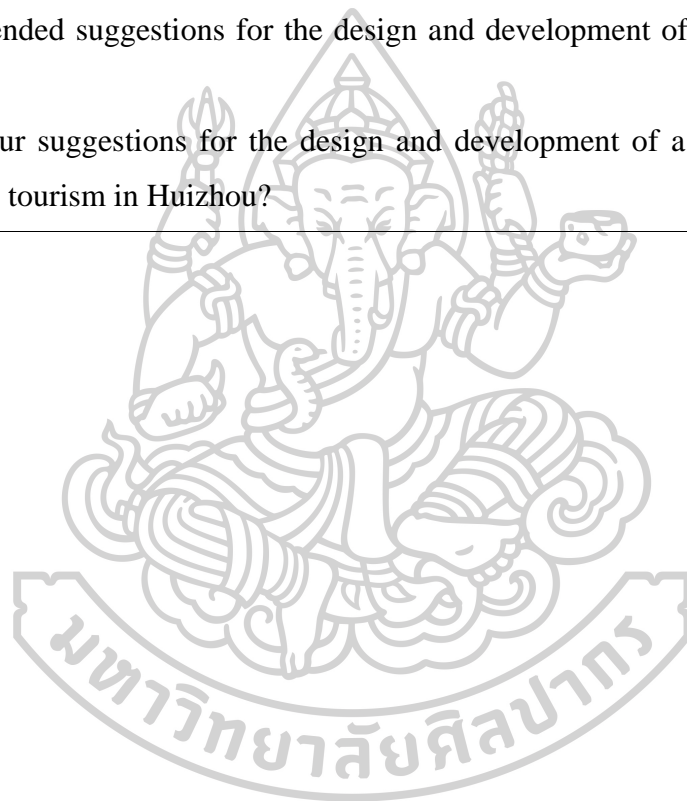 ended suggestions for the design and development of
ur suggestions for the design and development of a
tourism in Huizhou?
มหาวิทยาลัยศิลปากร